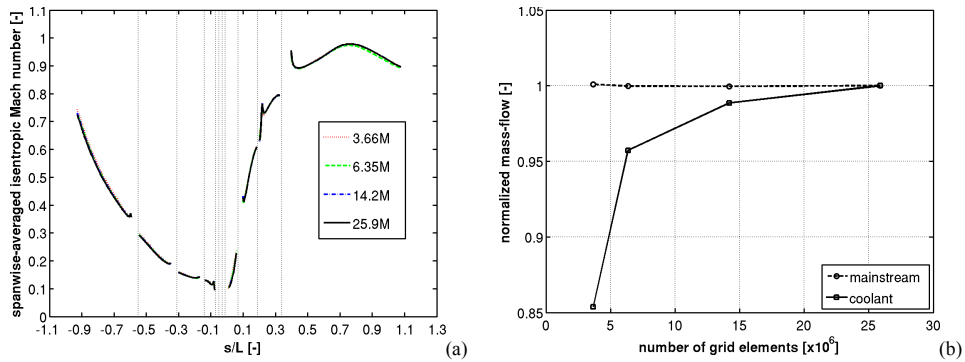 spanwise-averaged isentropic Mach number [-]
1.1
1
0.9
0.8
0.7
0.6
0.5
0.4
0.3
0.2
0.1
0
-1.1 -0.9 -0.7 -0.5 -0.3 -0.1 0.1 0.3 0.5 0.7 0.9 1.1 1.3
s/L [-]
3.66M
6.35M
14.2M
25.9M
(a)
normalized mass-flow [-]
1.05
1
0.95
0.9
0.85
0 5 10 15 20 25 30
number of grid elements [x10⁶]
mainstream
coolant
(b)